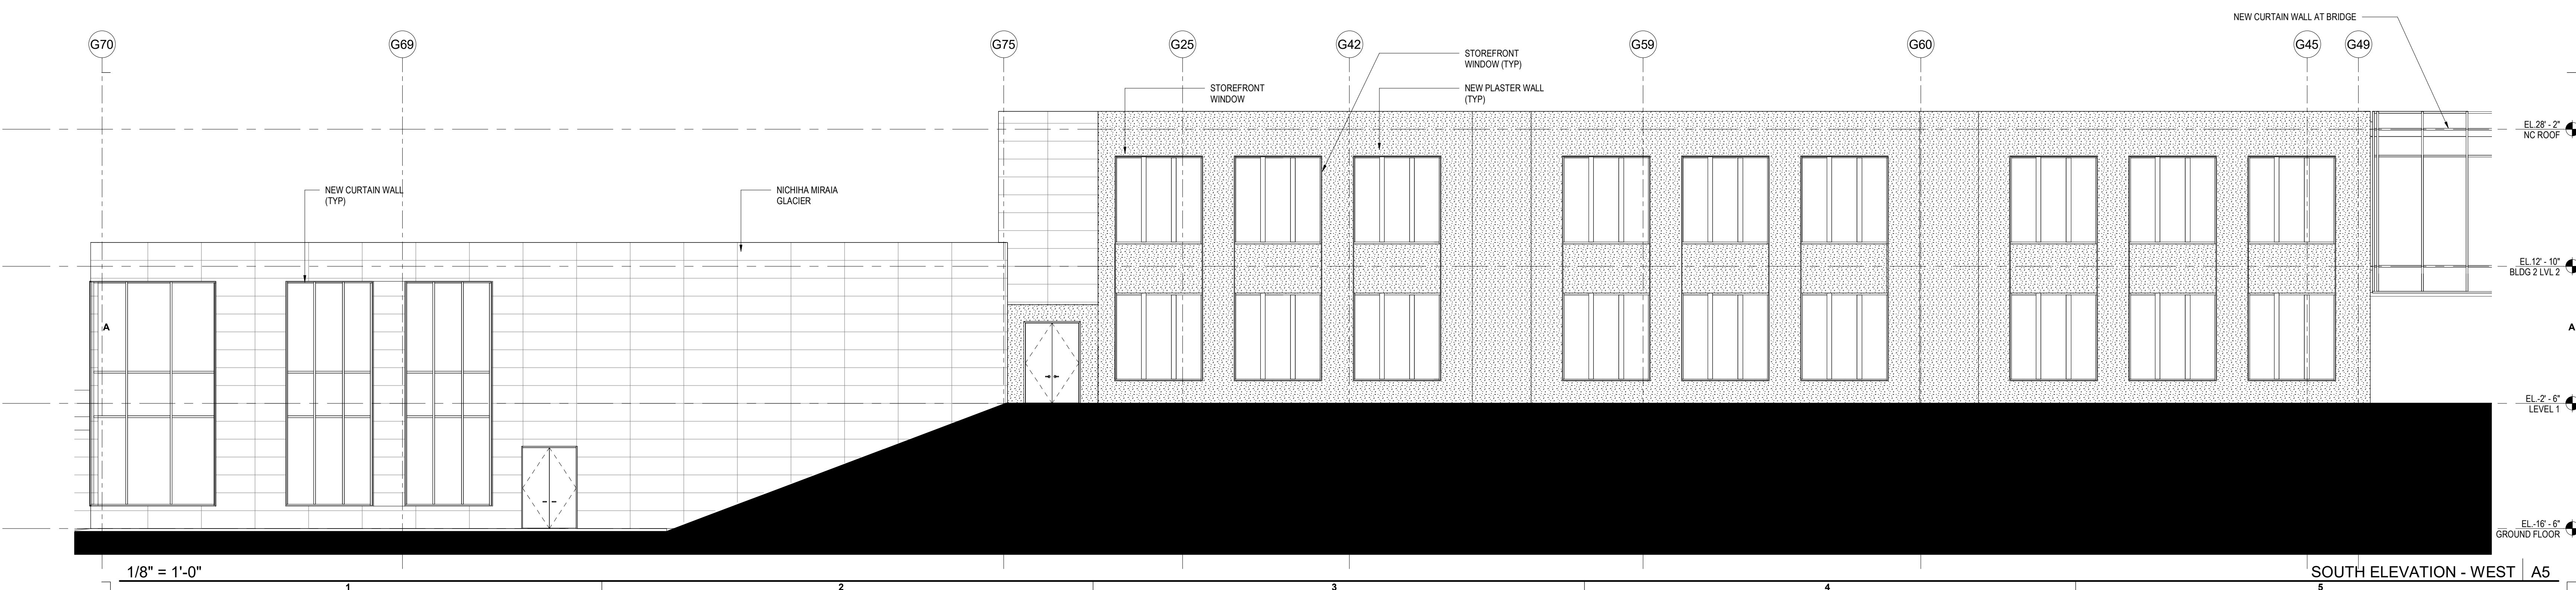 NEW CURTAIN WALL AT BRIDGE
G70
G69
G75
G25
G42
G59
G60
G45
G49
STOREFRONT
WINDOW (TYP)
STOREFRONT
WINDOW
NEW PLASTER WALL
(TYP)
EL.28' - 2"
NC ROOF
NEW CURTAIN WALL
(TYP)
NICHIHA MIRAIA
GLACIER
EL.12' - 10"
BLDG 2 LVL 2
A
A
EL.-2' - 6"
LEVEL 1
EL.-16' - 6"
GROUND FLOOR
1/8" = 1'-0"
SOUTH ELEVATION - WEST
A5
1
2
3
4
5